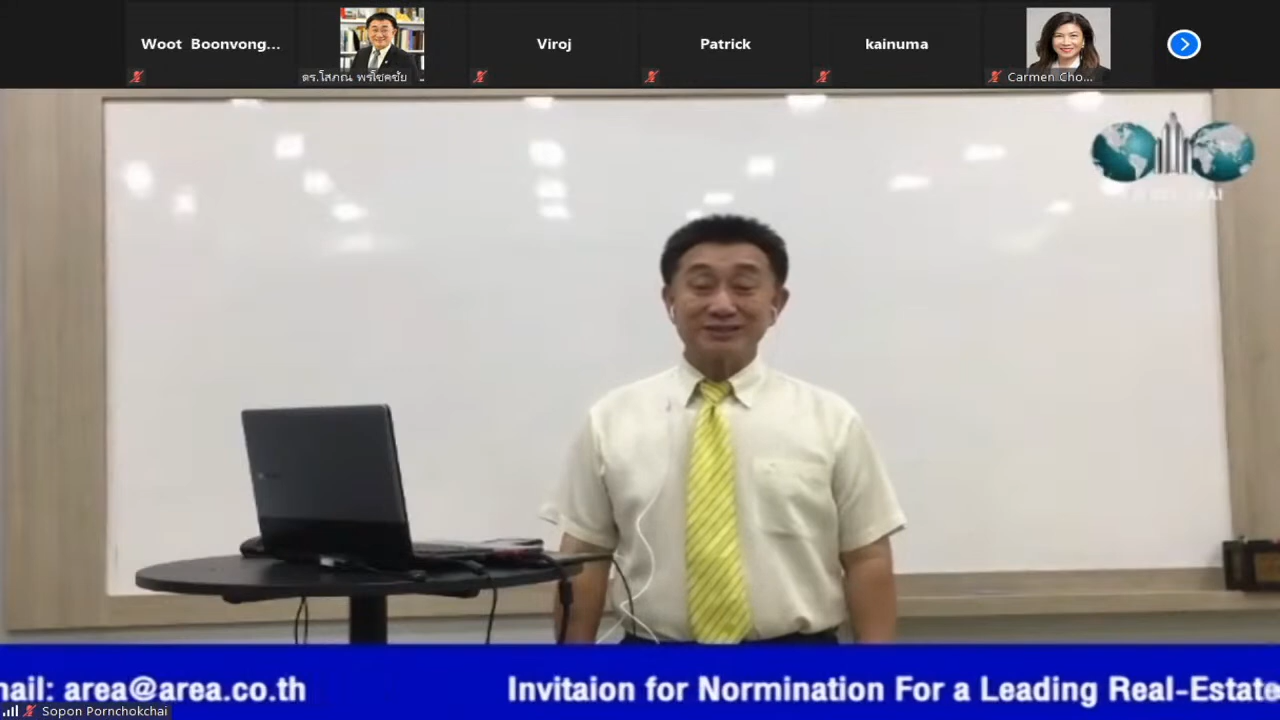 Woot Boonvong...
ดร.โสภณ พรโชคชัย
Viroj
Patrick
kainuma
Carmen Cho...
nail: area@area.co.th
Invitaion for Normination For a Leading Real-Estate
Sopon Pornchokchai